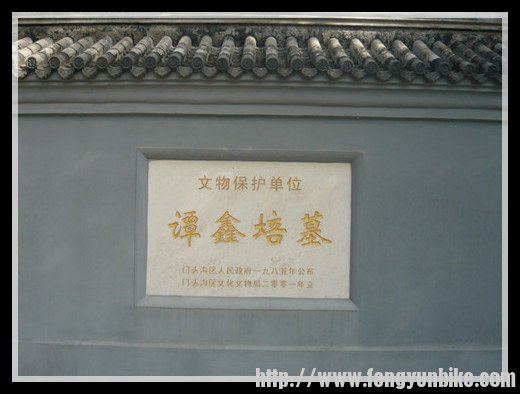 文物保护单位
谭鑫培墓
门头沟区人民政府一九八五年公布
门头沟区文化文物局二零零一年立
http://www.fengyunbike.com